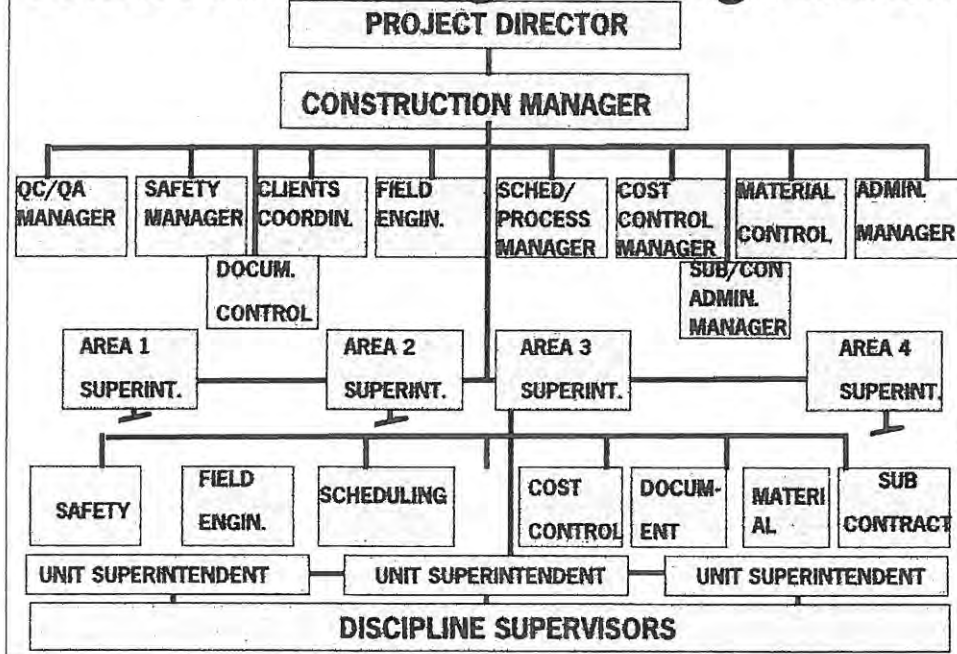 PROJECT DIRECTOR
CONSTRUCTION MANAGER
QC/QA
MANAGER
SAFETY
MANAGER
CLIENTS
COORDIN.
FIELD
ENGIN.
SCHED/
PROCESS
MANAGER
COST
CONTROL
MANAGER
MATERIAL
CONTROL
ADMIN.
MANAGER
DOCUM.
CONTROL
SUB/CON
ADMIN.
MANAGER
AREA 1
SUPERINT.
AREA 2
SUPERINT.
AREA 3
SUPERINT.
AREA 4
SUPERINT.
SAFETY
FIELD
ENGIN.
SCHEDULING
COST
CONTROL
DOCUM-
ENT
MATERI
AL
SUB
CONTRACT
UNIT SUPERINTENDENT
UNIT SUPERINTENDENT
UNIT SUPERINTENDENT
DISCIPLINE SUPERVISORS